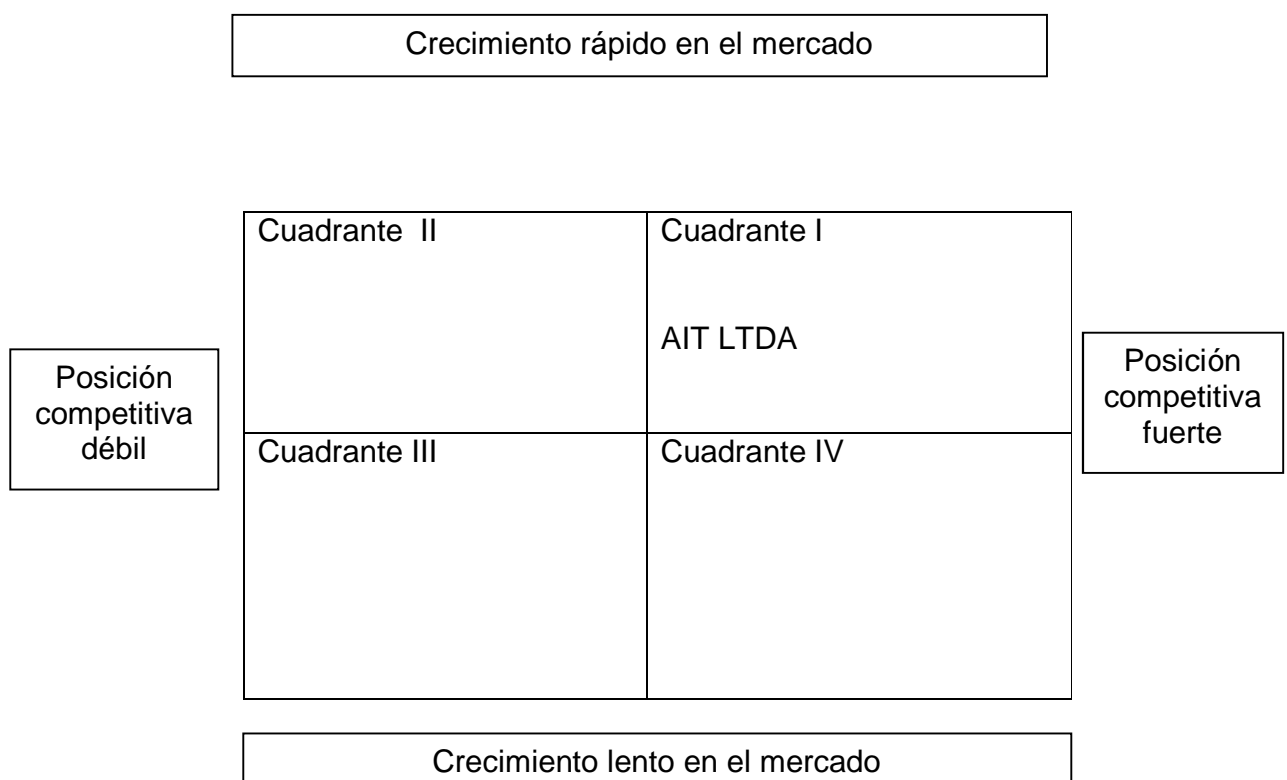 Crecimiento rápido en el mercado
Cuadrante II
Cuadrante I
AIT LTDA
Posición
competitiva
débil
Posición
competitiva
fuerte
Cuadrante III
Cuadrante IV
Crecimiento lento en el mercado